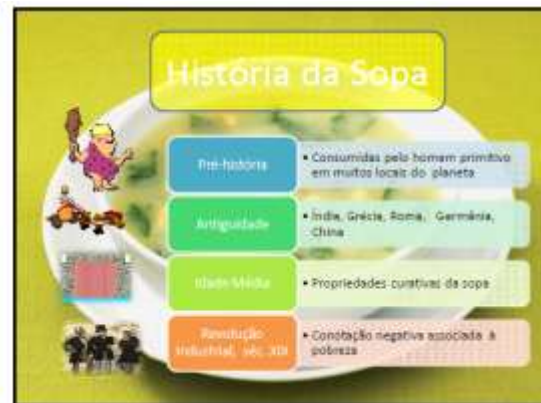 História da Sopa
Pré-história
• Consumidas pelo homem primitivo
em muitos locais do planeta
Antiguidade
• Índia, Grécia, Roma, Germânia,
China
Idade Média
• Propriedades curativas da sopa
Revolução
Industrial, séc. XIX
• Conotação negativa associada à
pobreza